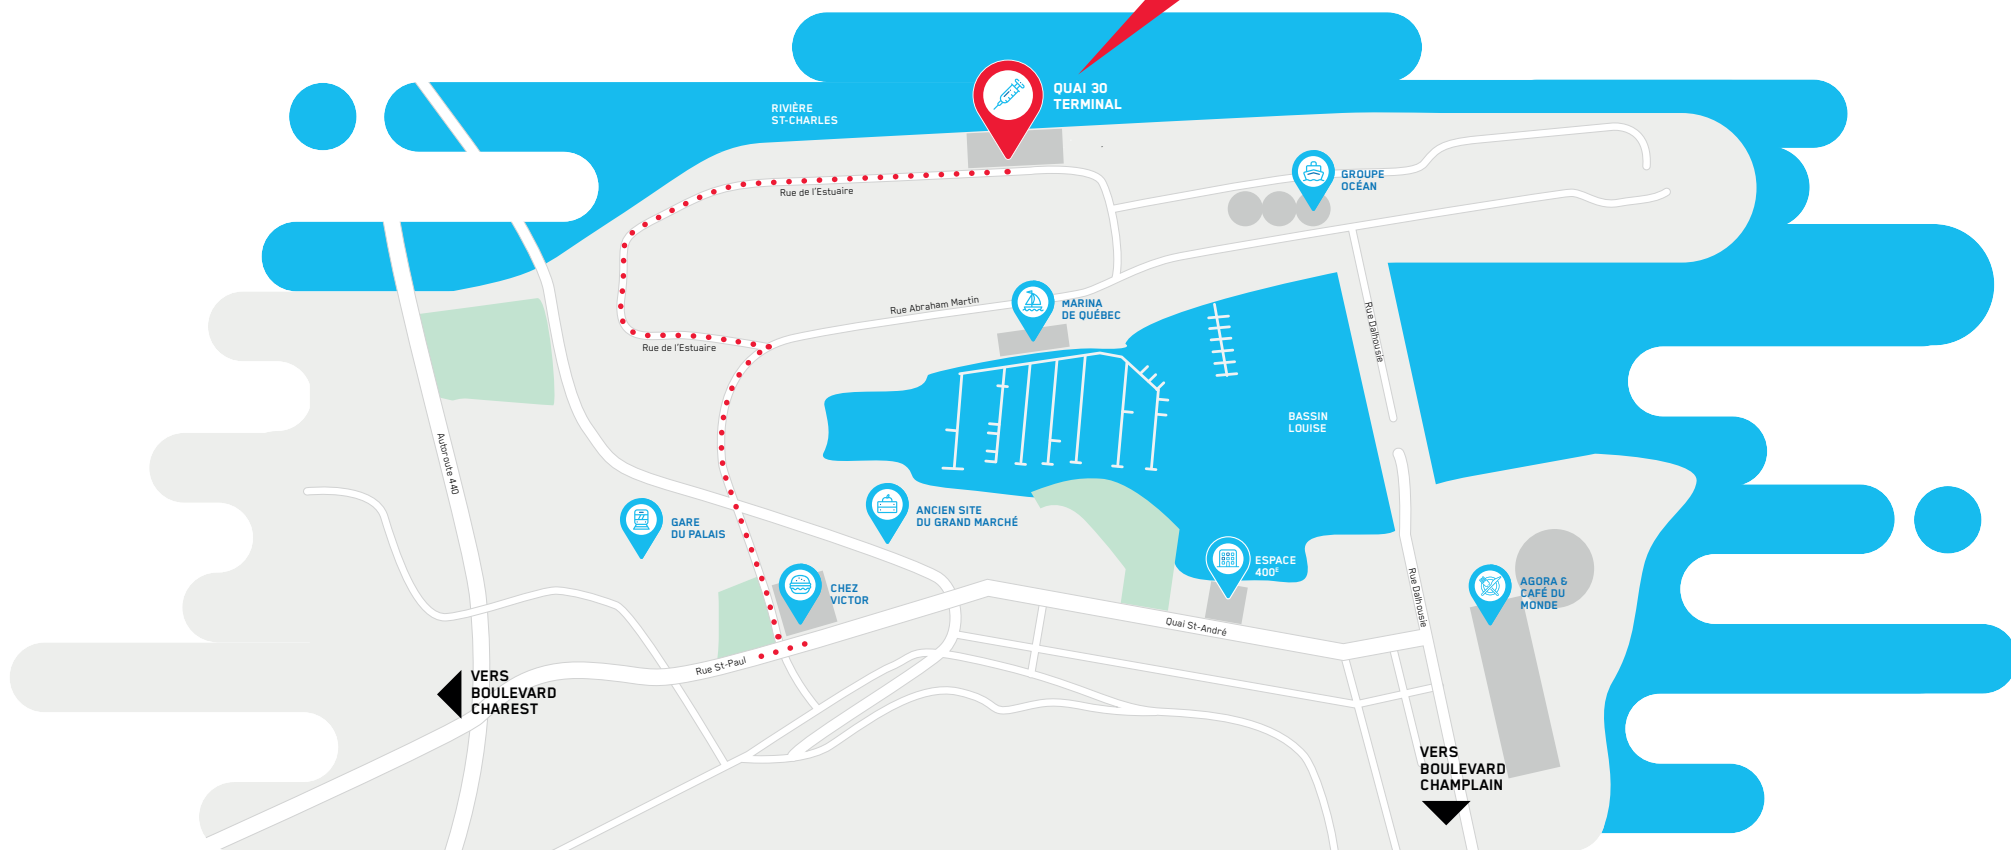 QUAI 30
TERMINAL
RIVIÈRE
ST-CHARLES
GROUPE
OCÉAN
Rue de l'Estuaire
MARINA
DE QUÉBEC
Rue Abraham Martin
Rue Dalhousie
Rue de l'Estuaire
BASSIN
LOUISE
Autoroute 440
ANCIEN SITE
DU GRAND MARCHÉ
GARE
DU PALAIS
ESPACE
400E
CHEZ
VICTOR
AGORA &
CAFÉ DU
MONDE
Rue Dalhousie
Quai St-André
Rue St-Paul
VERS
BOULEVARD
CHAREST
VERS
BOULEVARD
CHAMPLAIN